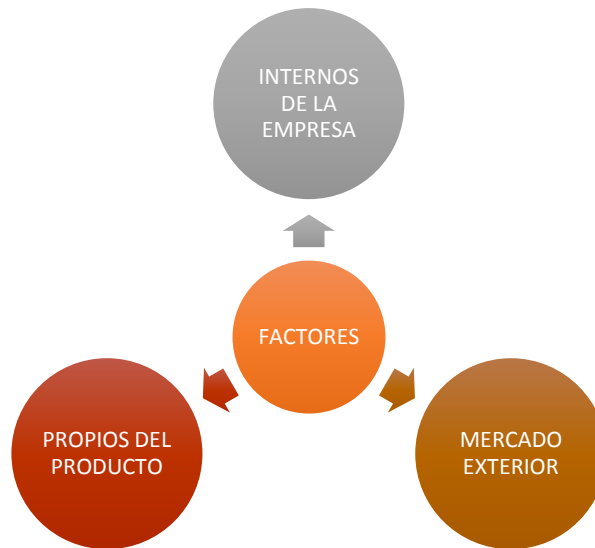 INTERNOS
DE LA
EMPRESA
FACTORES
PROPIOS DEL
PRODUCTO
MERCADO
EXTERIOR